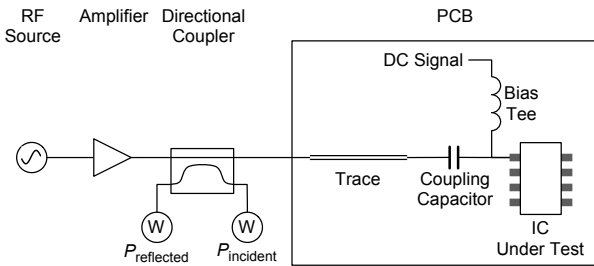 RF
Source
Amplifier
Directional
Coupler
PCB
DC Signal
Bias
Tee
Trace
Coupling
Capacitor
W
W
Preflected
Pincident
IC
Under Test